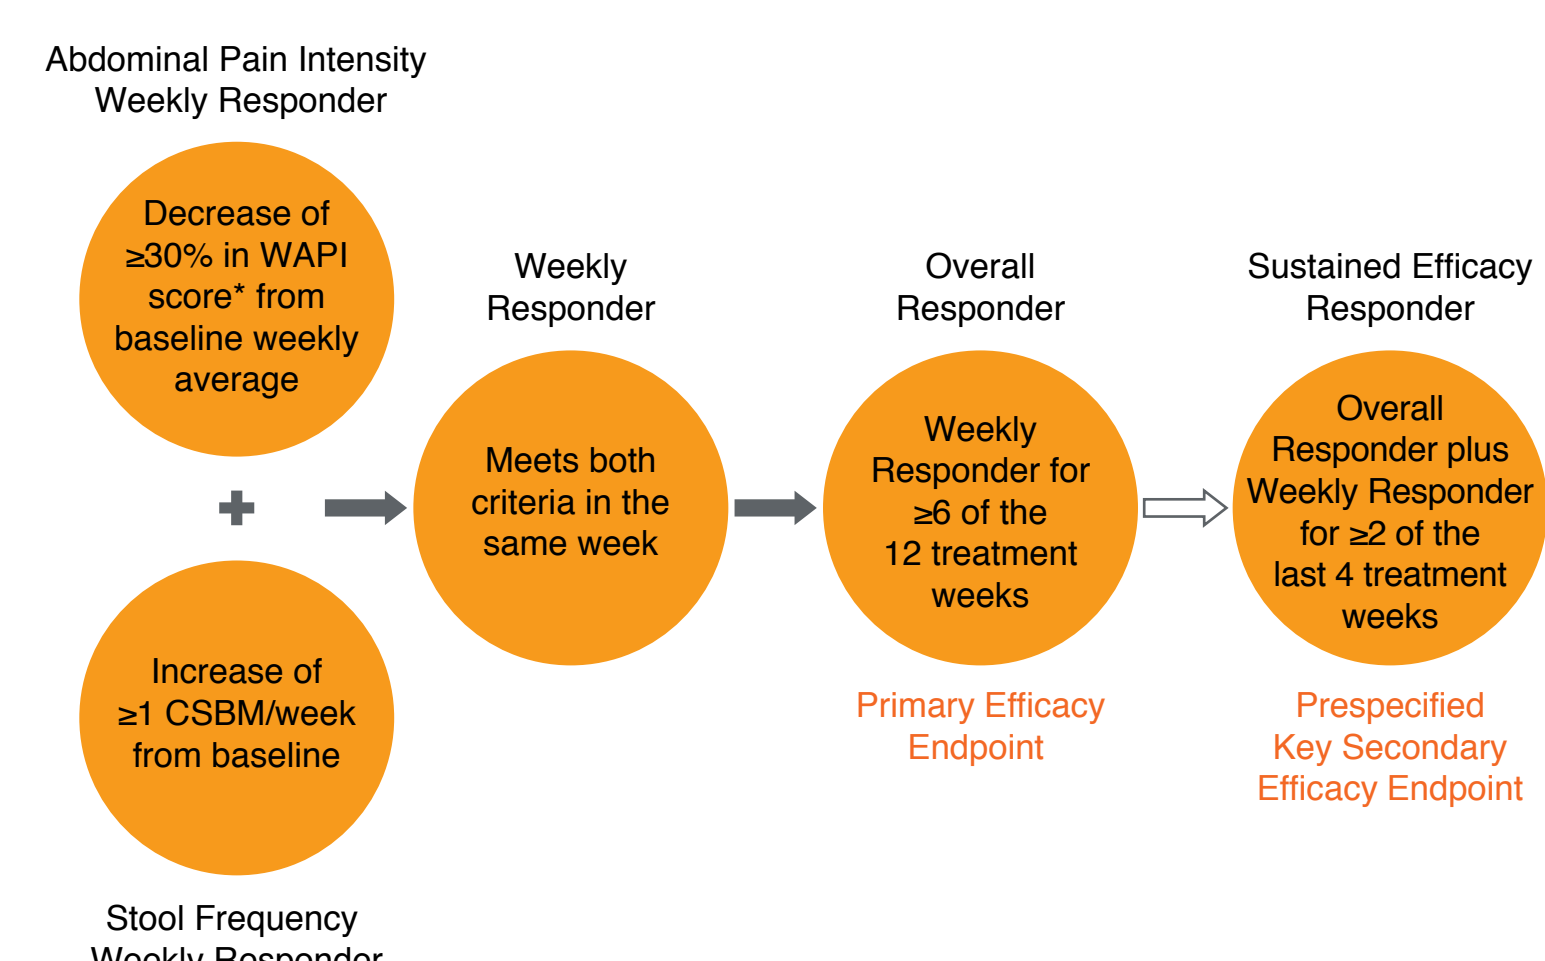 Abdominal Pain Intensity
Weekly Responder
Decrease of
≥30% in WAPI
score* from
baseline weekly
average
Increase of
≥1 CSBM/week
from baseline
Stool Frequency
Weekly Responder
Weekly
Responder
Meets both
criteria in the
same week
Overall
Responder
Weekly
Responder for
≥6 of the
12 treatment
weeks
Primary Efficacy
Endpoint
Sustained Efficacy
Responder
Overall
Responder plus
Weekly Responder
for ≥2 of the
last 4 treatment
weeks
Prespecified
Key Secondary
Efficacy Endpoint